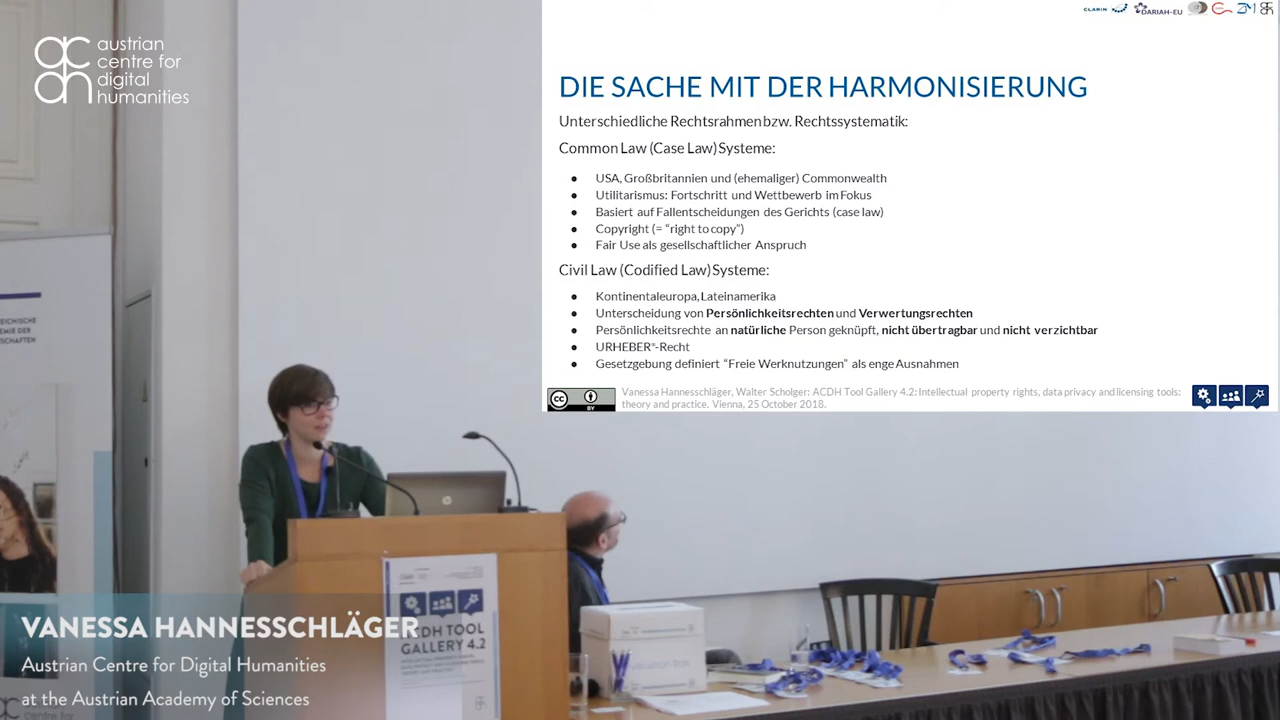 austrian
centre for
digital
humanities
CLARIN DARIAH-EU
DIE SACHE MIT DER HARMONISIERUNG
Unterschiedliche Rechtsrahmen bzw. Rechtssystematik:
Common Law (Case Law) Systeme:
● USA, Großbritannien und (ehemaliger) Commonwealth
● Utilitarismus: Fortschritt und Wettbewerb im Fokus
● Basiert auf Fallentscheidungen des Gerichts (case law)
● Copyright (= “right to copy”)
● Fair Use als gesellschaftlicher Anspruch
Civil Law (Codified Law) Systeme:
● Kontinentaleuropa, Lateinamerika
● Unterscheidung von Persönlichkeitsrechten und Verwertungsrechten
● Persönlichkeitsrechte an natürliche Person geknüpft, nicht übertragbar und nicht verzichtbar
● URHEBER*-Recht
● Gesetzgebung definiert “Freie Werknutzungen” als enge Ausnahmen
cc BY
Vanessa Hannesschläger, Walter Scholger: ACDH Tool Gallery 4.2: Intellectual property rights, data privacy and licensing tools:
theory and practice. Vienna, 25 October 2018.
hp
ACDH TOOL
GALLERY 4.2
VANESSA HANNESSCHLÄGER
Austrian Centre for Digital Humanities
at the Austrian Academy of Sciences